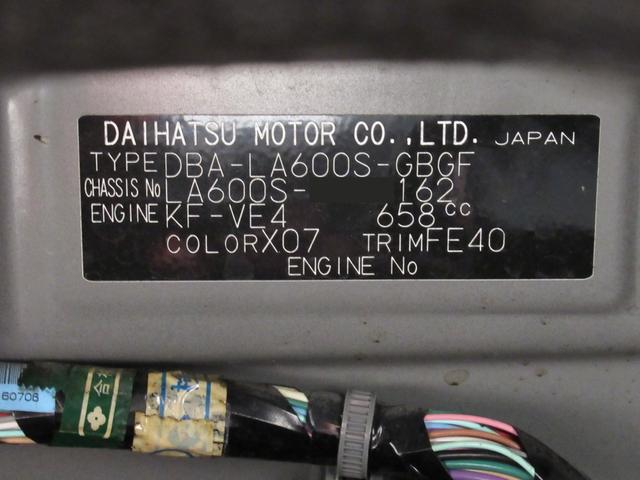 DAIHATSU MOTOR CO.,LTD. JAPAN
TYPE DBA-LA600S-GBGF
CHASSIS No LA600S- 162
ENGINE KF-VE4 658cc
COLOR X07 TRIM FE40
ENGINE No
60706